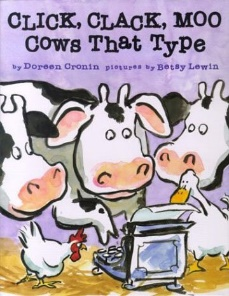 CLICK, CLACK, MOO
COWS THAT TYPE
by Doreen Cronin pictures by Betsy Lewin